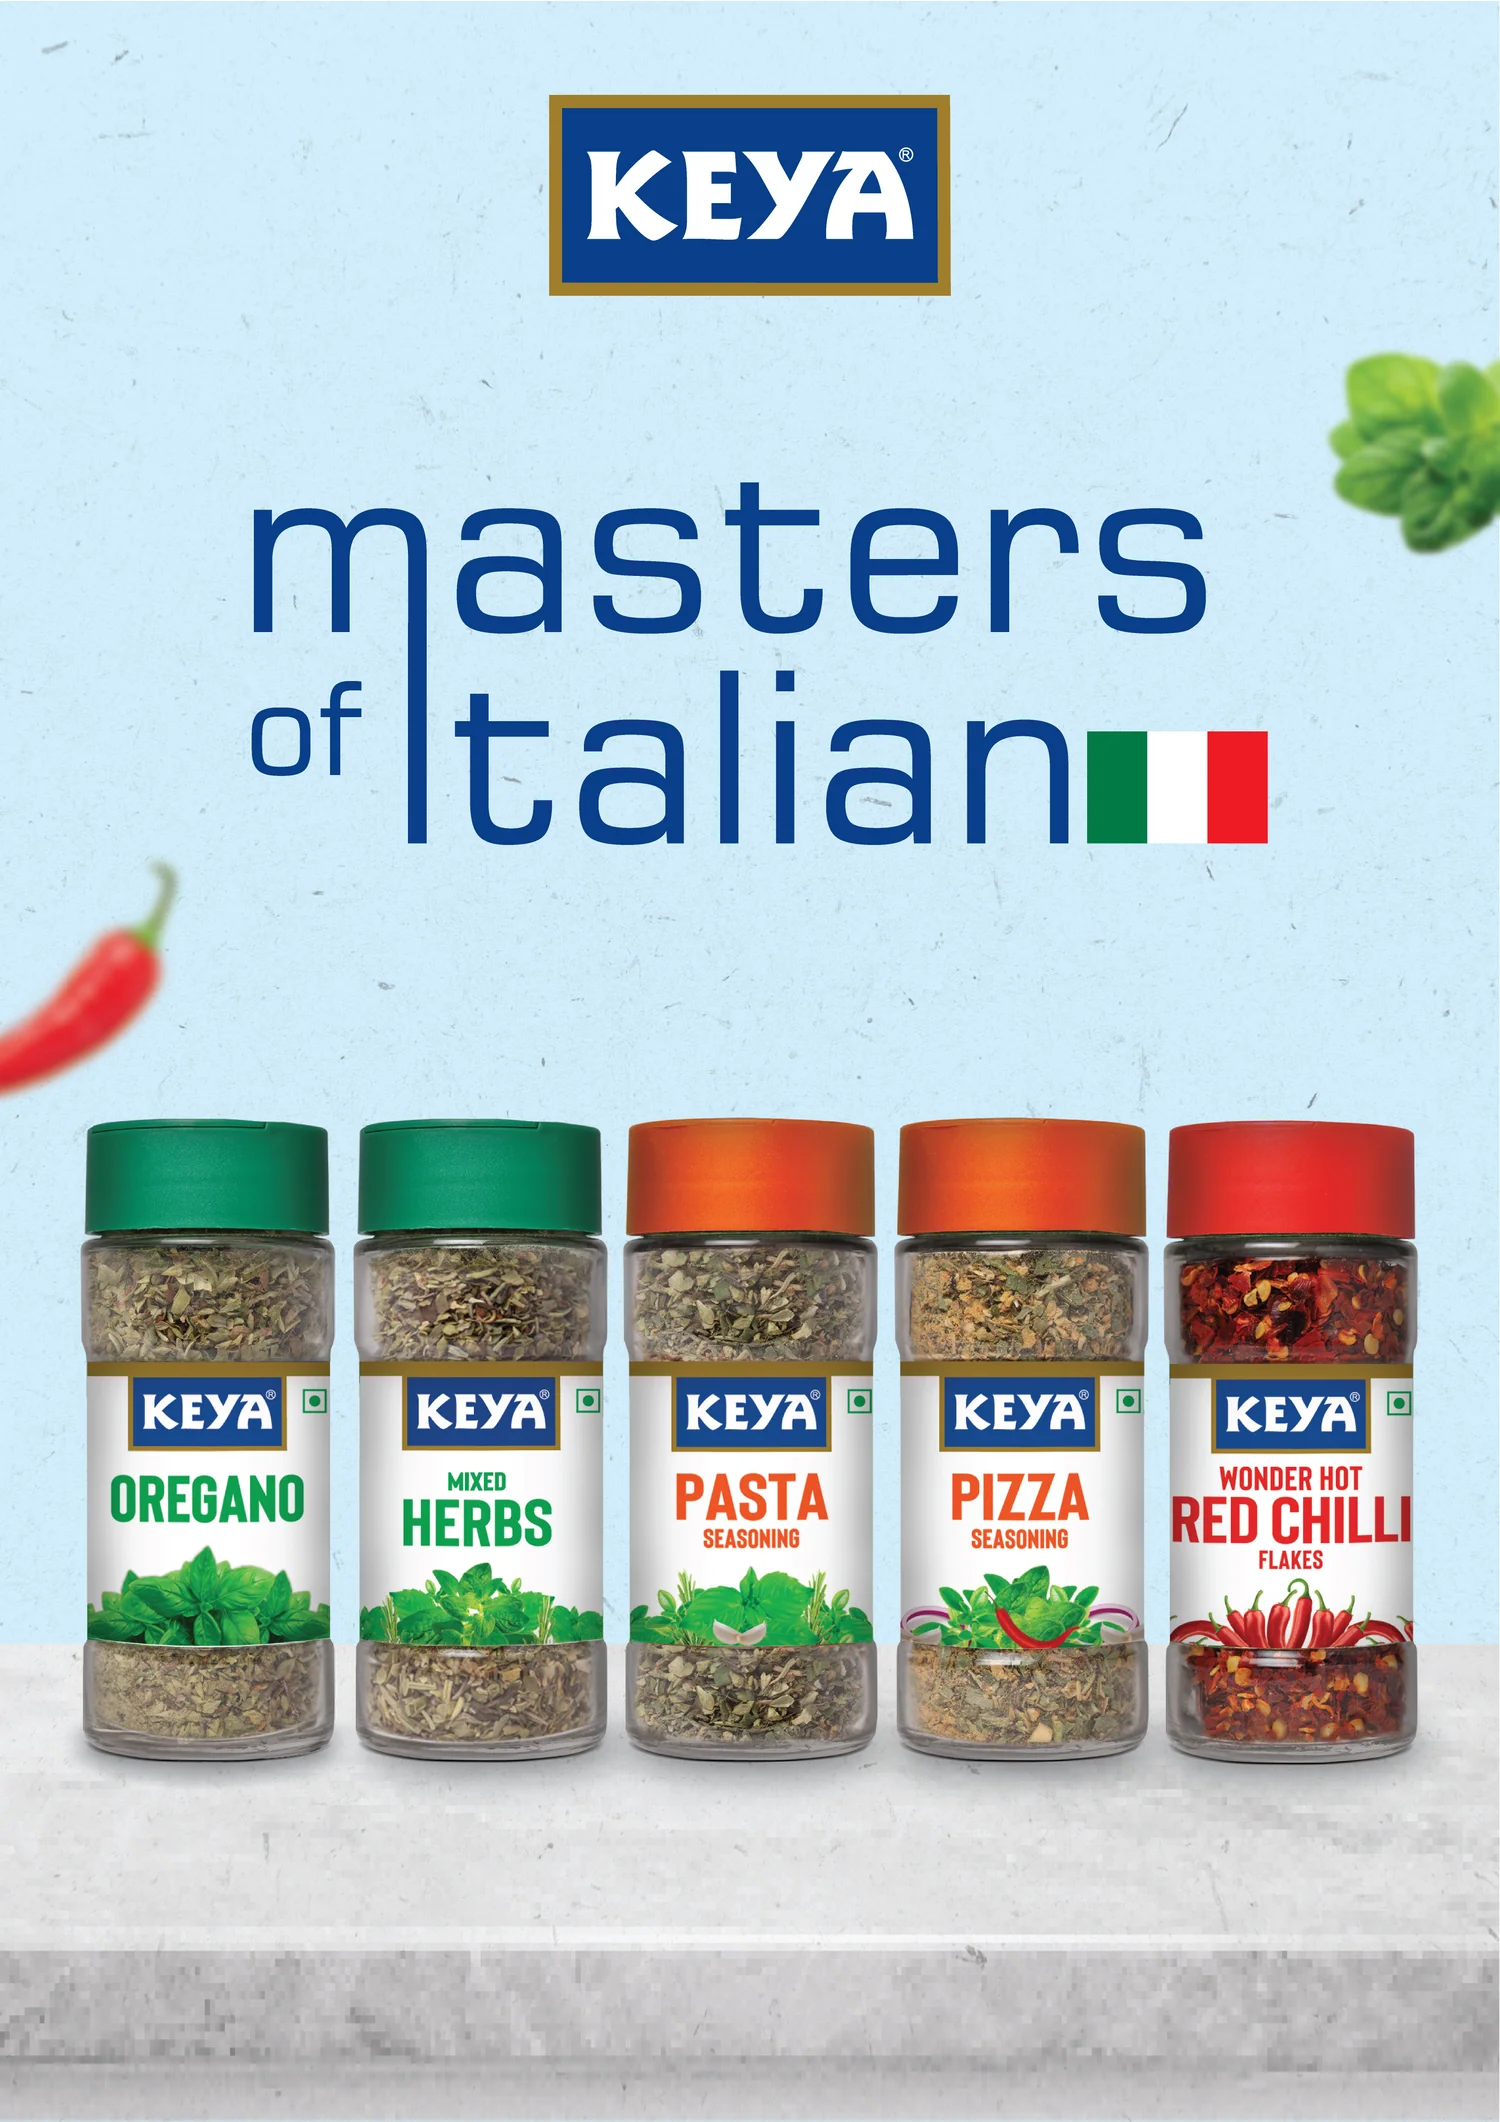 KEYA®
masters
of Italian
KEYA®
OREGANO
KEYA®
MIXED
HERBS
KEYA®
PASTA
SEASONING
KEYA®
PIZZA
SEASONING
KEYA®
WONDER HOT
RED CHILLI
FLAKES